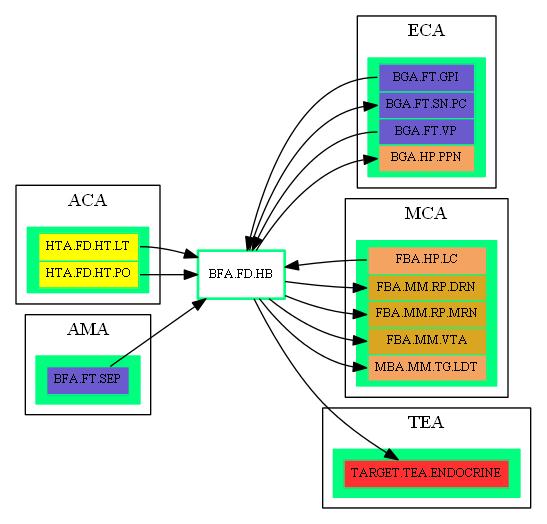 ECA
BGA.FT.GPI
BGA.FT.SN.PC
BGA.FT.VP
BGA.HP.PPN
ACA
HTA.FD.HT.LT
HTA.FD.HT.PO
BFA.FD.HB
MCA
FBA.HP.LC
FBA.MM.RP.DRN
FBA.MM.RP.MRN
FBA.MM.VTA
MBA.MM.TG.LDT
AMA
BFA.FT.SEP
TEA
TARGET.TEA.ENDOCRINE